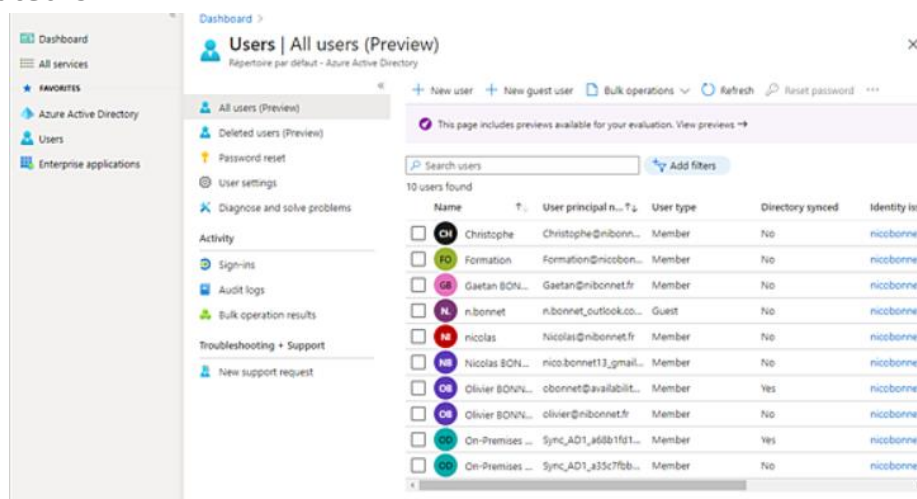 Dashboard >
Dashboard
All services
FAVORITES
Azure Active Directory
Users
Enterprise applications
Users | All users (Preview)
Répertoire par défaut - Azure Active Directory
All users (Preview)
Deleted users (Preview)
Password reset
User settings
Diagnose and solve problems
Activity
Sign-ins
Audit logs
Bulk operation results
Troubleshooting + Support
New support request
New user New guest user Bulk operations Refresh Reset password ...
This page includes previews available for your evaluation. View previews →
Search users Add filters
10 users found
Name User principal n... User type Directory synced Identity iss
CH Christophe Christophe@nibonn... Member No nicobonne
FO Formation Formation@nicobon... Member No nicobonne
GB Gaetan BON... Gaetan@nibonnet.fr Member No nicobonne
N. n.bonnet n.bonnet_outlook.co... Guest No nicobonne
NI nicolas Nicolas@nibonnet.fr Member No nicobonne
NB Nicolas BON... nico.bonnet13_gmail... Member No nicobonne
OB Olivier BONN... obonnet@availabilit... Member Yes nicobonne
OB Olivier BONN... olivier@nibonnet.fr Member No nicobonne
OD On-Premises ... Sync_AD1_a68b1fd1... Member Yes nicobonne
OD On-Premises ... Sync_AD1_a35c7fbb... Member No nicobonne